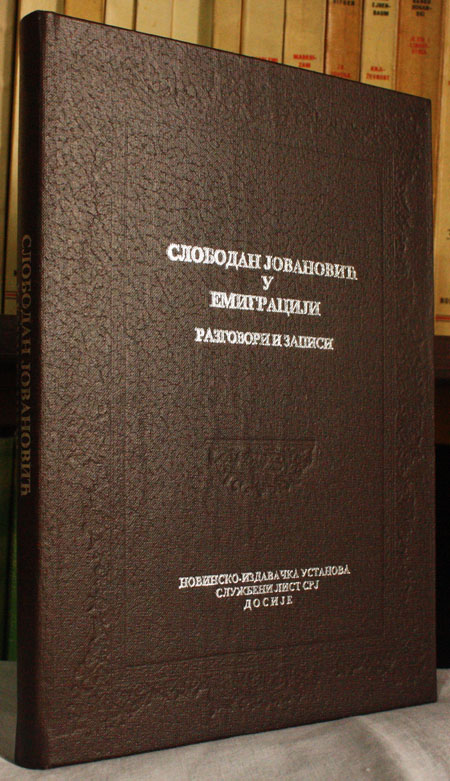 СЛОБОДАН ЈОВАНОВИЋ
СЛОБОДАН ЈОВАНОВИЋ
У
ЕМИГРАЦИЈИ
РАЗГОВОРИ И ЗАПИСИ
НОВИНСКО-ИЗДАВАЧКА УСТАНОВА
СЛУЖБЕНИ ЛИСТ СРЈ
ДОСИЈЕ